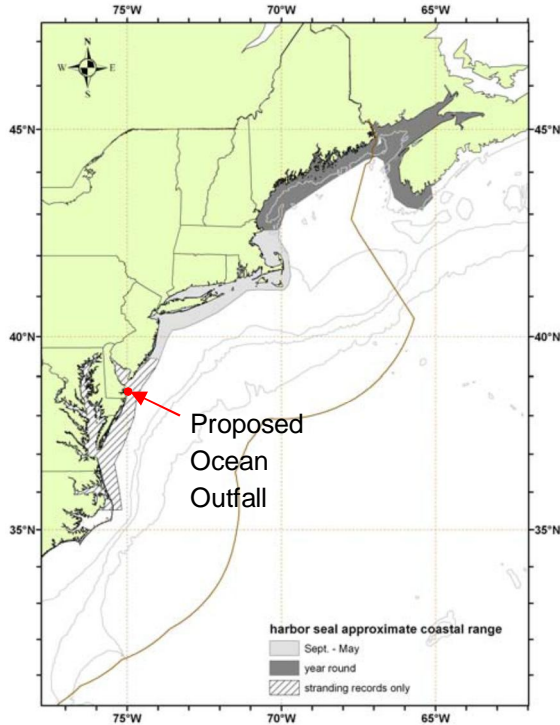 75°W 70°W 65°W
N
W E
S
45°N 45°N
40°N 40°N
Proposed
Ocean
Outfall
35°N 35°N
harbor seal approximate coastal range
Sept. - May
year round
stranding records only
75°W 70°W 65°W